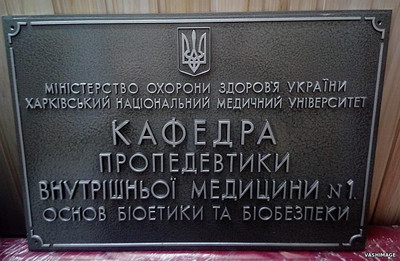 МІНІСТЕРСТВО ОХОРОНИ ЗДОРОВ'Я УКРАЇНИ
ХАРКІВСЬКИЙ НАЦІОНАЛЬНИЙ МЕДИЧНИЙ УНІВЕРСИТЕТ
КАФЕДРА
ПРОПЕДЕВТИКИ
ВНУТРІШНЬОЇ МЕДИЦИНИ №1.
ОСНОВ БІОЕТИКИ ТА БІОБЕЗПЕКИ
VASHIMAGE